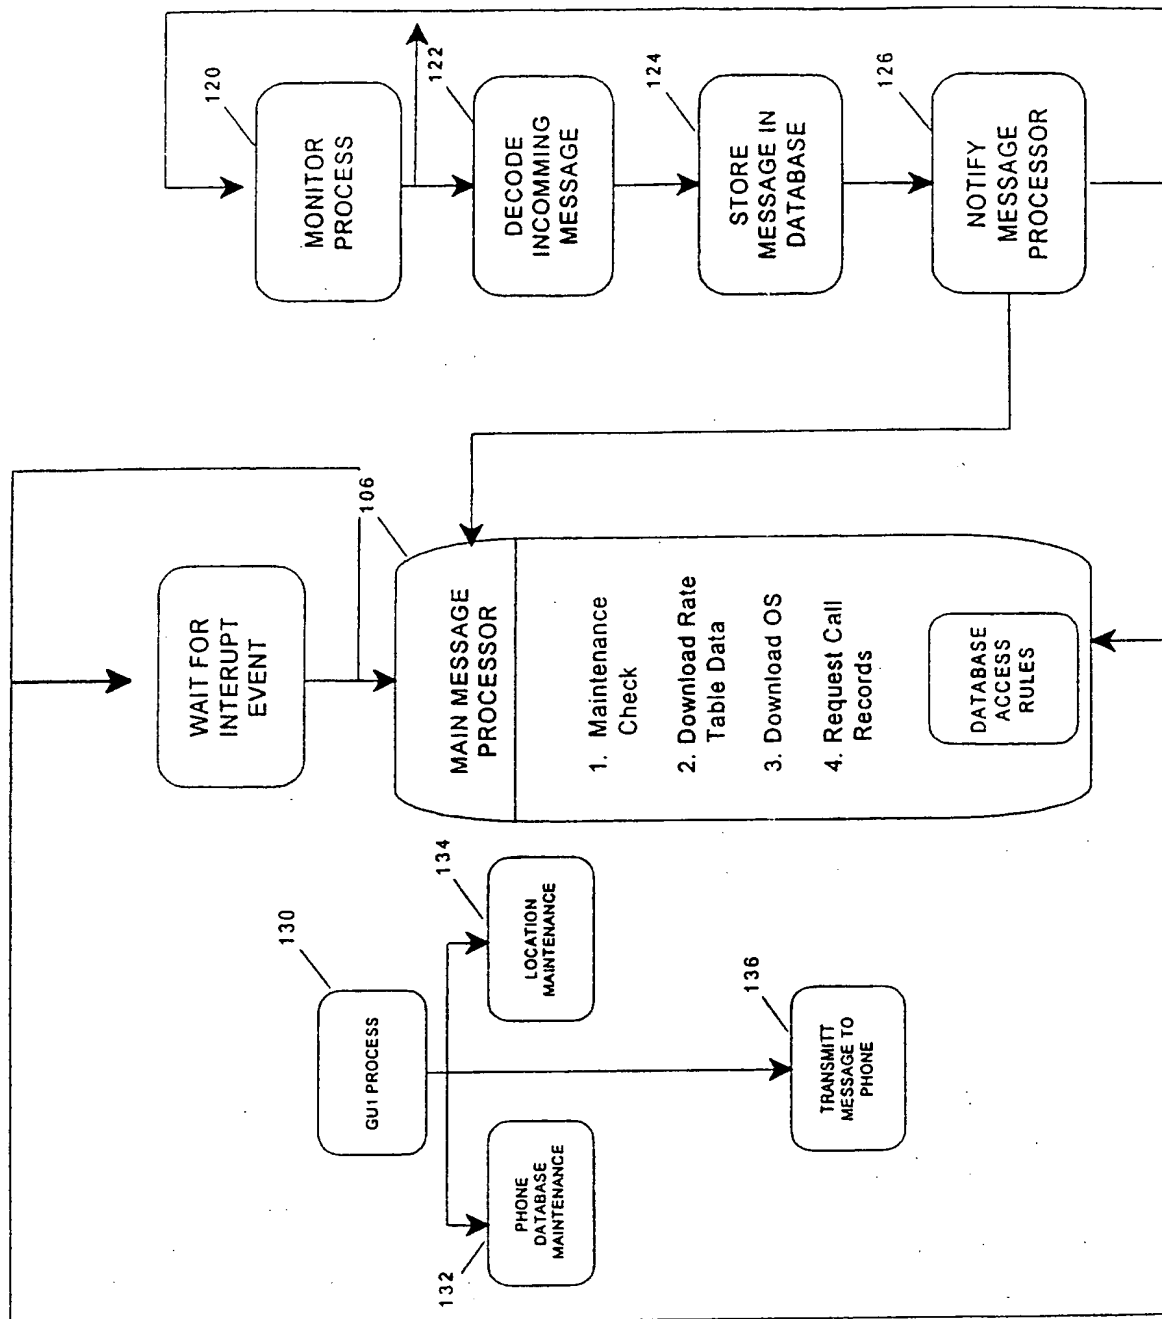 130
GU1 PROCESS
132
PHONE
DATABASE
MAINTENANCE
134
LOCATION
MAINTENANCE
136
TRANSMITT
MESSAGE TO
PHONE
WAIT FOR
INTERUPT
EVENT
106
MAIN MESSAGE
PROCESSOR
1. Maintenance
Check
2. Download Rate
Table Data
3. Download OS
4. Request Call
Records
DATABASE
ACCESS
RULES
120
MONITOR
PROCESS
122
DECODE
INCOMMING
MESSAGE
124
STORE
MESSAGE IN
DATABASE
126
NOTIFY
MESSAGE
PROCESSOR